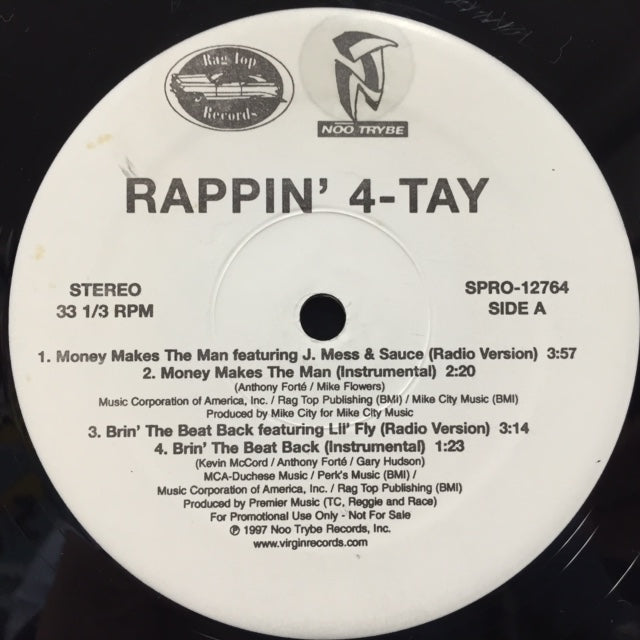 Rag Top
Records
NOO TRYBE
RAPPIN' 4-TAY
STEREO
33 1/3 RPM
SPRO-12764
SIDE A
1. Money Makes The Man featuring J. Mess & Sauce (Radio Version) 3:57
2. Money Makes The Man (Instrumental) 2:20
(Anthony Forté / Mike Flowers)
Music Corporation of America, Inc. / Rag Top Publishing (BMI) / Mike City Music (BMI)
Produced by Mike City for Mike City Music
3. Brin' The Beat Back featuring Lil' Fly (Radio Version) 3:14
4. Brin' The Beat Back (Instrumental) 1:23
(Kevin McCord / Anthony Forté / Gary Hudson)
MCA-Duchese Music / Perk's Music (BMI) /
Music Corporation of America, Inc. / Rag Top Publishing (BMI)
Produced by Premier Music (TC, Reggie and Race)
For Promotional Use Only - Not For Sale
℗ 1997 Noo Trybe Records, Inc.
www.virginrecords.com